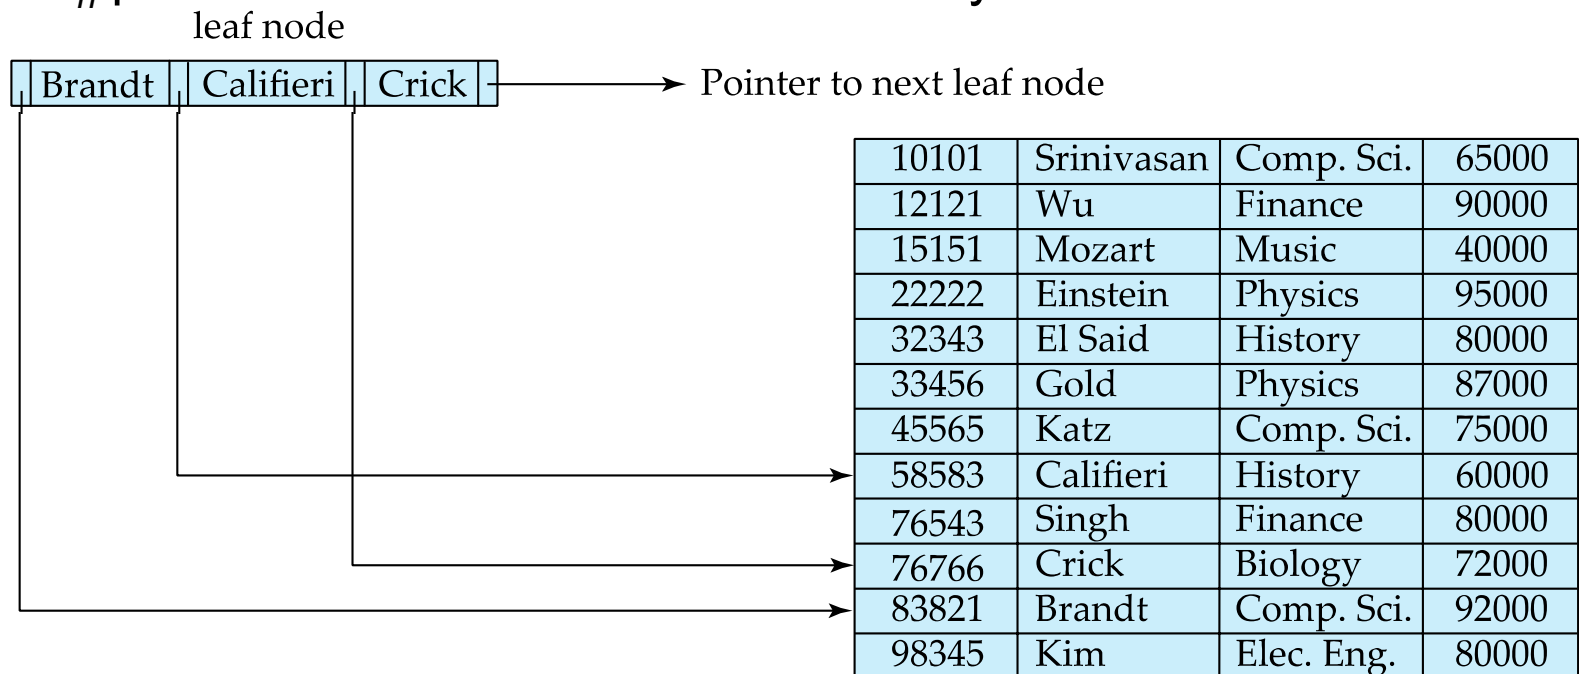 leaf node
Brandt Califieri Crick
Pointer to next leaf node
10101 Srinivasan Comp. Sci. 65000
12121 Wu Finance 90000
15151 Mozart Music 40000
22222 Einstein Physics 95000
32343 El Said History 80000
33456 Gold Physics 87000
45565 Katz Comp. Sci. 75000
58583 Califieri History 60000
76543 Singh Finance 80000
76766 Crick Biology 72000
83821 Brandt Comp. Sci. 92000
98345 Kim Elec. Eng. 80000